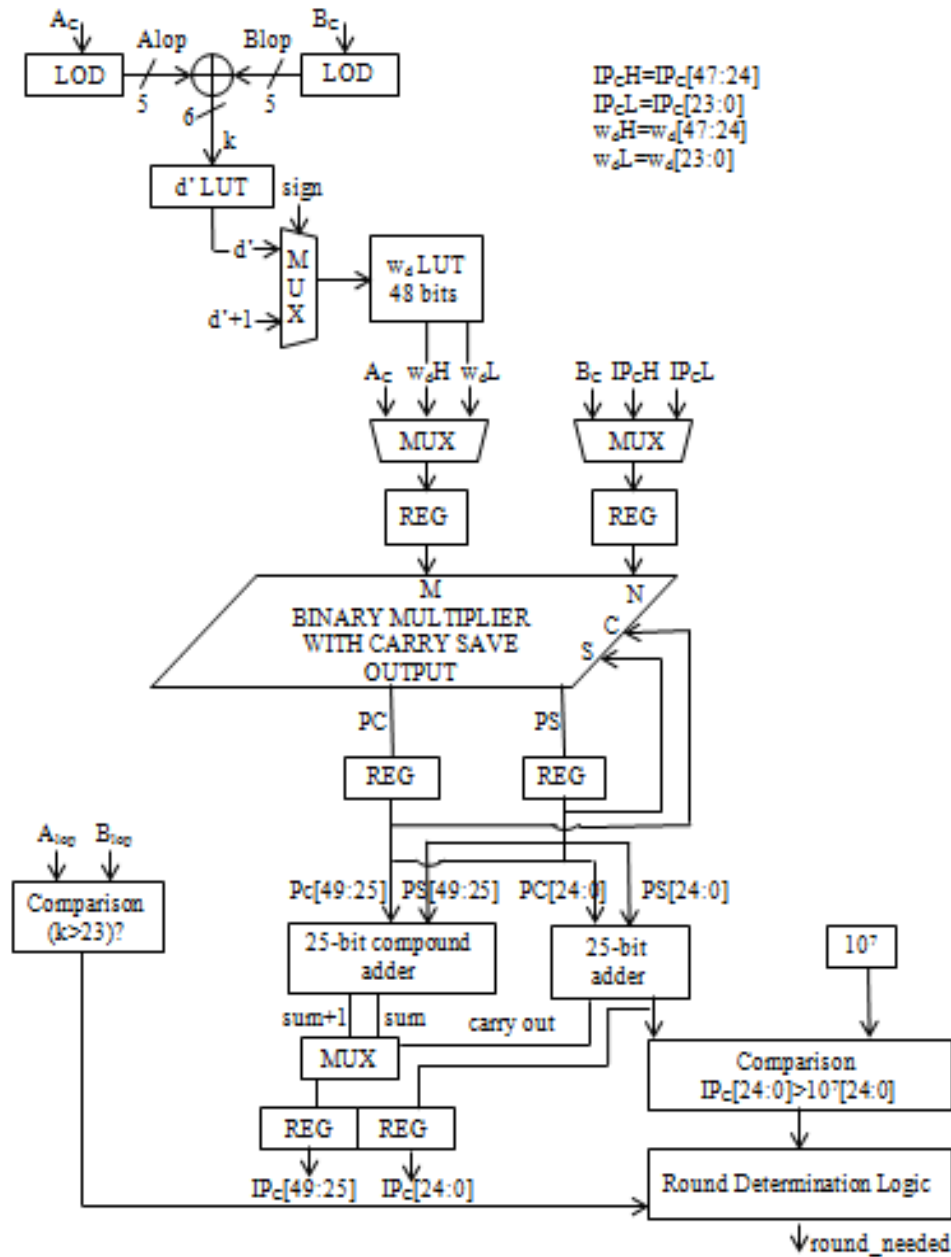 A_C
B_C
Alop
Blop
LOD
LOD
5
5
6
k
IP_CH=IP_C[47:24]
IP_CL=IP_C[23:0]
w_dH=w_d[47:24]
w_dL=w_d[23:0]
d' LUT
sign
d'
M
U
X
d'+1
w_d LUT
48 bits
A_C w_dH w_dL
B_C IP_CH IP_CL
MUX
MUX
REG
REG
M
N
BINARY MULTIPLIER
WITH CARRY SAVE
OUTPUT
C
S
PC
PS
REG
REG
A_lop B_lop
Comparison
(k>23)?
Pc[49:25] PS[49:25] PC[24:0] PS[24:0]
25-bit compound
adder
25-bit
adder
10⁷
sum+1
sum
carry out
MUX
Comparison
IP_C[24:0]>10⁷[24:0]
REG
REG
IP_C[49:25] IP_C[24:0]
Round Determination Logic
round_needed